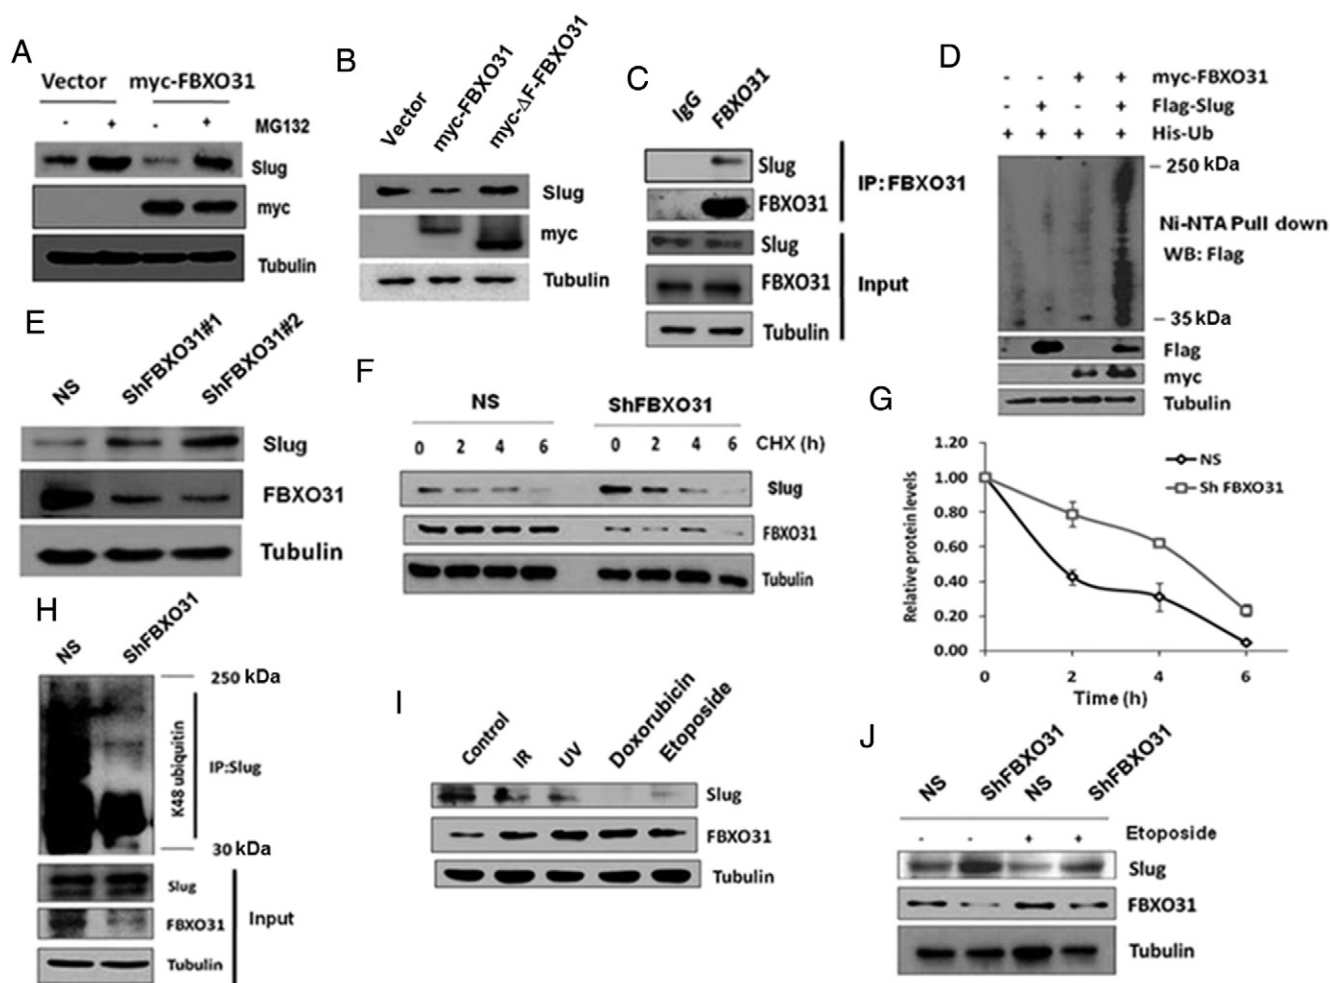 A
Vector myc-FBXO31
- + - + MG132
Slug
myc
Tubulin
B
Vector
myc-FBXO31
myc-ΔF-FBXO31
Slug
myc
Tubulin
C
IgG
FBXO31
Slug
FBXO31
IP: FBXO31
Slug
FBXO31
Tubulin
Input
D
- - + + myc-FBXO31
- + - + Flag-Slug
+ + + + His-Ub
250 kDa
Ni-NTA Pull down
WB: Flag
35 kDa
Flag
myc
Tubulin
E
NS
ShFBXO31#1
ShFBXO31#2
Slug
FBXO31
Tubulin
F
NS ShFBXO31
0 2 4 6 0 2 4 6 CHX (h)
Slug
FBXO31
Tubulin
G
1.20
1.00
0.80
0.60
0.40
0.20
0.00
Relative protein levels
NS
Sh FBXO31
0 2 4 6
Time (h)
H
NS
ShFBXO31
250 kDa
K48 ubiquitin
IP:Slug
30 kDa
Slug
FBXO31
Tubulin
Input
I
Control
IR
UV
Doxorubicin
Etoposide
Slug
FBXO31
Tubulin
J
NS
ShFBXO31
NS
ShFBXO31
- - + + Etoposide
Slug
FBXO31
Tubulin